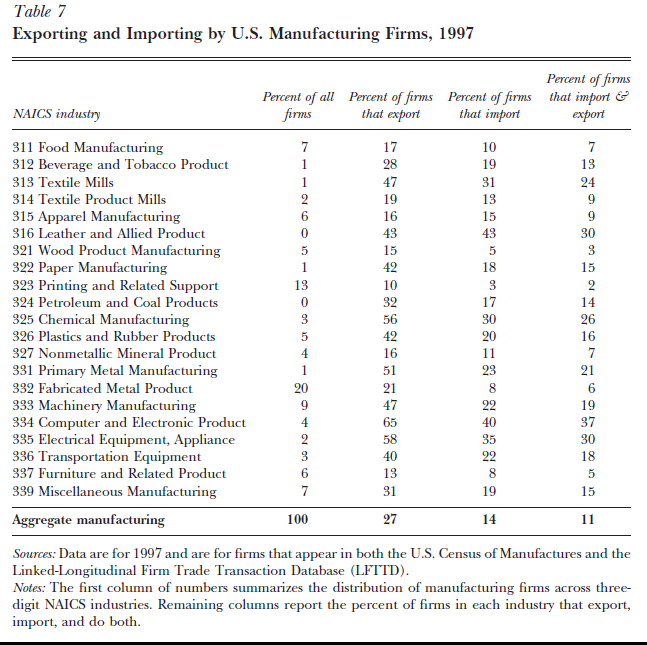 Table 7
Exporting and Importing by U.S. Manufacturing Firms, 1997
NAICS industry Percent of all firms Percent of firms that export Percent of firms that import Percent of firms that import & export
311 Food Manufacturing 7 17 10 7
312 Beverage and Tobacco Product 1 28 19 13
313 Textile Mills 1 47 31 24
314 Textile Product Mills 2 19 13 9
315 Apparel Manufacturing 6 16 15 9
316 Leather and Allied Product 0 43 43 30
321 Wood Product Manufacturing 5 15 5 3
322 Paper Manufacturing 1 42 18 15
323 Printing and Related Support 13 10 3 2
324 Petroleum and Coal Products 0 32 17 14
325 Chemical Manufacturing 3 56 30 26
326 Plastics and Rubber Products 5 42 20 16
327 Nonmetallic Mineral Product 4 16 11 7
331 Primary Metal Manufacturing 1 51 23 21
332 Fabricated Metal Product 20 21 8 6
333 Machinery Manufacturing 9 47 22 19
334 Computer and Electronic Product 4 65 40 37
335 Electrical Equipment, Appliance 2 58 35 30
336 Transportation Equipment 3 40 22 18
337 Furniture and Related Product 6 13 8 5
339 Miscellaneous Manufacturing 7 31 19 15
Aggregate manufacturing 100 27 14 11
Sources: Data are for 1997 and are for firms that appear in both the U.S. Census of Manufactures and the
Linked-Longitudinal Firm Trade Transaction Database (LFTTD).
Notes: The first column of numbers summarizes the distribution of manufacturing firms across three-
digit NAICS industries. Remaining columns report the percent of firms in each industry that export,
import, and do both.